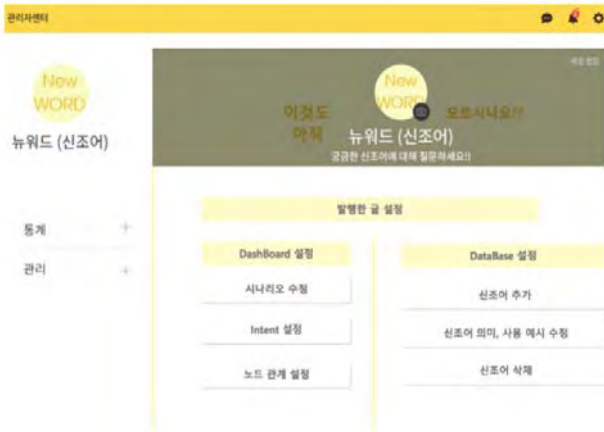 관리자센터
New
WORD
뉴워드 (신조어)
통계
관리
New
WORD
이것도
아직
모르시나요!?
뉴워드 (신조어)
궁금한 신조어에 대해 질문하세요!!
발행한 글 설정
DashBoard 설정
시나리오 수정
Intent 설정
노드 관계 설정
DataBase 설정
신조어 추가
신조어 의미, 사용 예시 수정
신조어 삭제